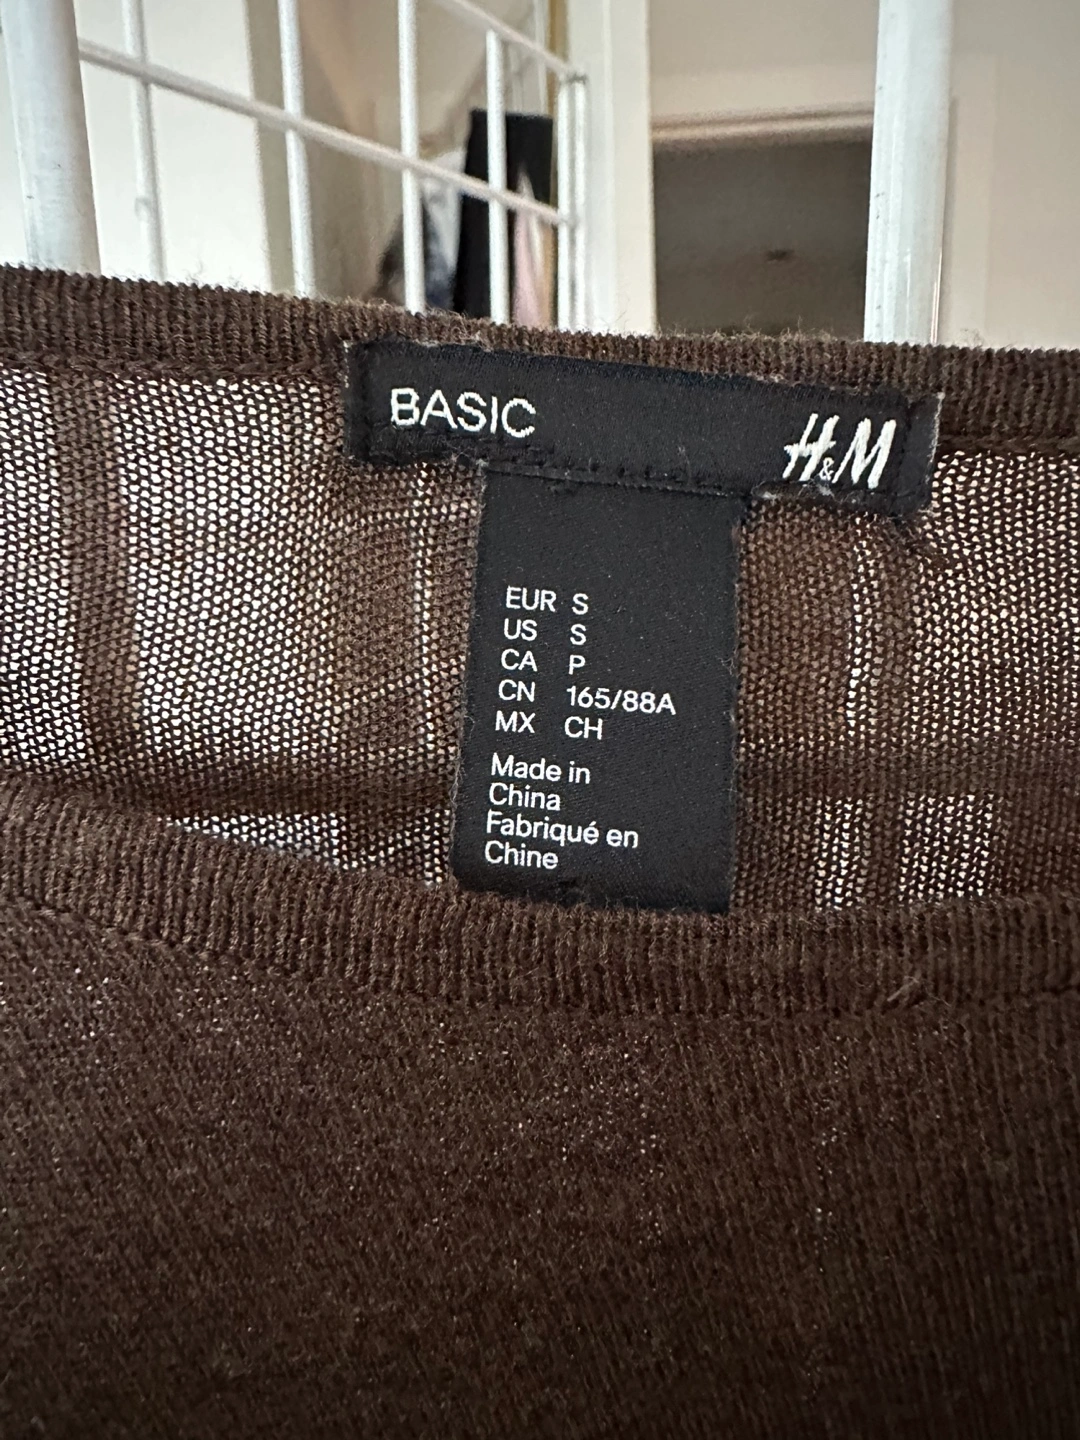 BASIC H&M
EUR S
US S
CA P
CN 165/88A
MX CH
Made in
China
Fabriqué en
Chine